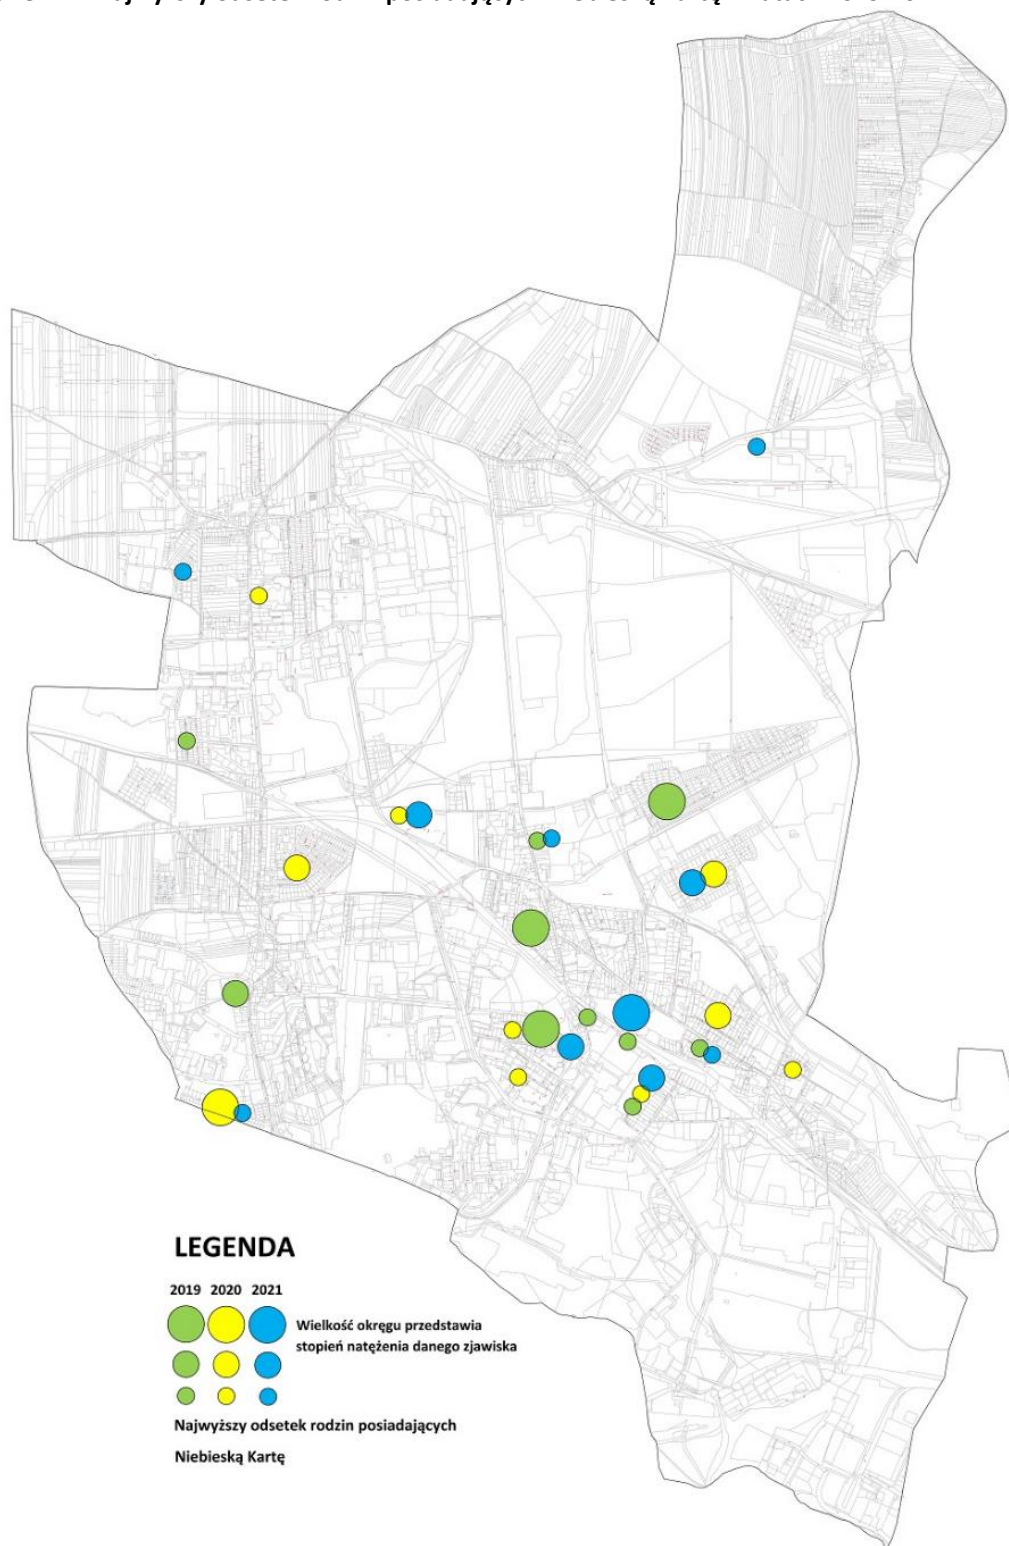 LEGENDA
2019 2020 2021
Wielkość okręgu przedstawia
stopień natężenia danego zjawiska
Najwyższy odsetek rodzin posiadających
Niebieską Kartę